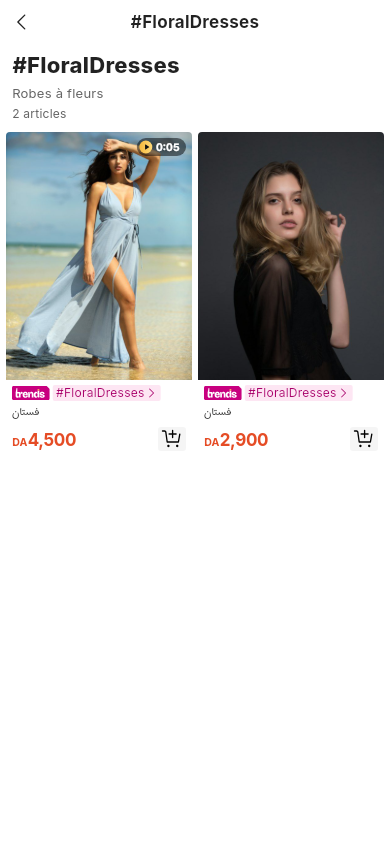 #FloralDresses
#FloralDresses
Robes à fleurs
2 articles
0:05
trends #FloralDresses
فستان
DA4,500
trends #FloralDresses
فستان
DA2,900